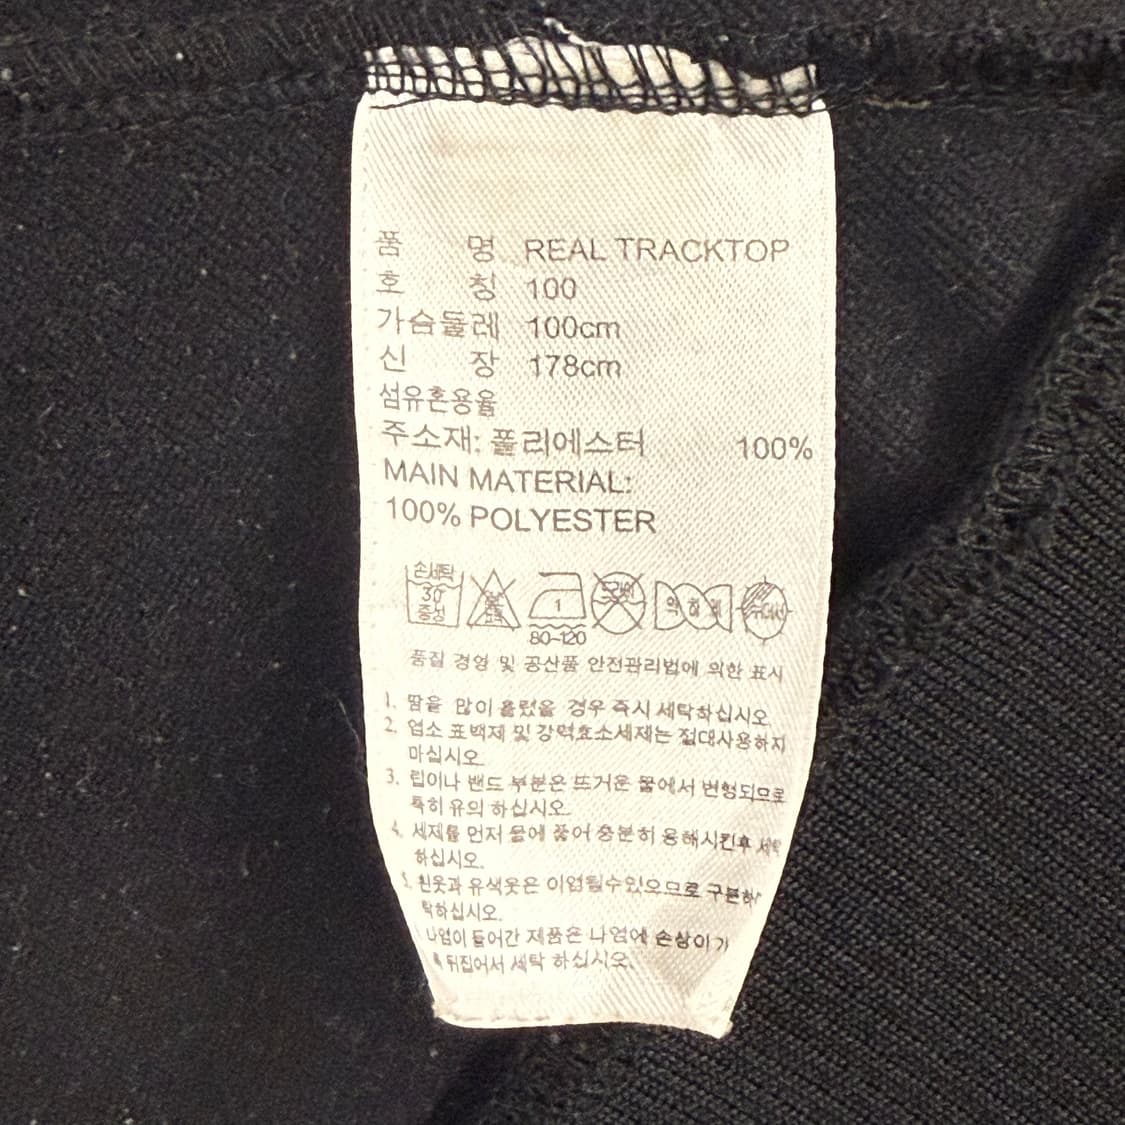 품 명 REAL TRACKTOP
호 칭 100
가슴둘레 100cm
신 장 178cm
섬유혼용율
주소재: 폴리에스터 100%
MAIN MATERIAL:
100% POLYESTER
손세탁 30 중성 1 약하게
80~120
품질 경영 및 공산품 안전관리법에 의한 표시
1. 땀을 많이 흘렸을 경우 즉시 세탁하십시오.
2. 염소 표백제 및 강력효소세제는 절대사용하지
마십시오.
3. 립이나 밴드 부분은 뜨거운 물에서 변형되므로
특히 유의 하십시오.
4. 세제를 먼저 물에 풀어 충분히 용해시킨후 세탁
하십시오.
5. 흰옷과 유색옷은 이염될수있으므로 구분하
탁하십시오.
나염이 들어간 제품은 나염에 손상이가
뒤집어서 세탁 하십시오.